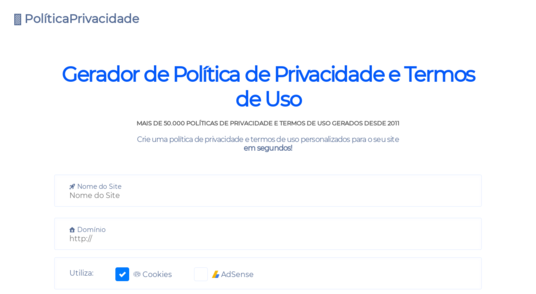 PolíticaPrivacidade
Gerador de Política de Privacidade e Termos
de Uso
MAIS DE 50.000 POLÍTICAS DE PRIVACIDADE E TERMOS DE USO GERADOS DESDE 2011
Crie uma política de privacidade e termos de uso personalizados para o seu site
em segundos!
Nome do Site
Nome do Site
Domínio
http://
Utiliza: Cookies AdSense